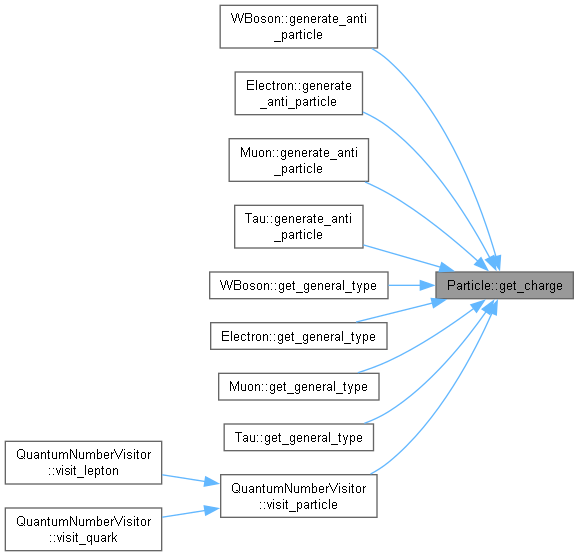 WBoson::generate_anti
_particle
Electron::generate
_anti_particle
Muon::generate_anti
_particle
Tau::generate_anti
_particle
WBoson::get_general_type
Particle::get_charge
Electron::get_general_type
Muon::get_general_type
Tau::get_general_type
QuantumNumberVisitor
::visit_lepton
QuantumNumberVisitor
::visit_particle
QuantumNumberVisitor
::visit_quark